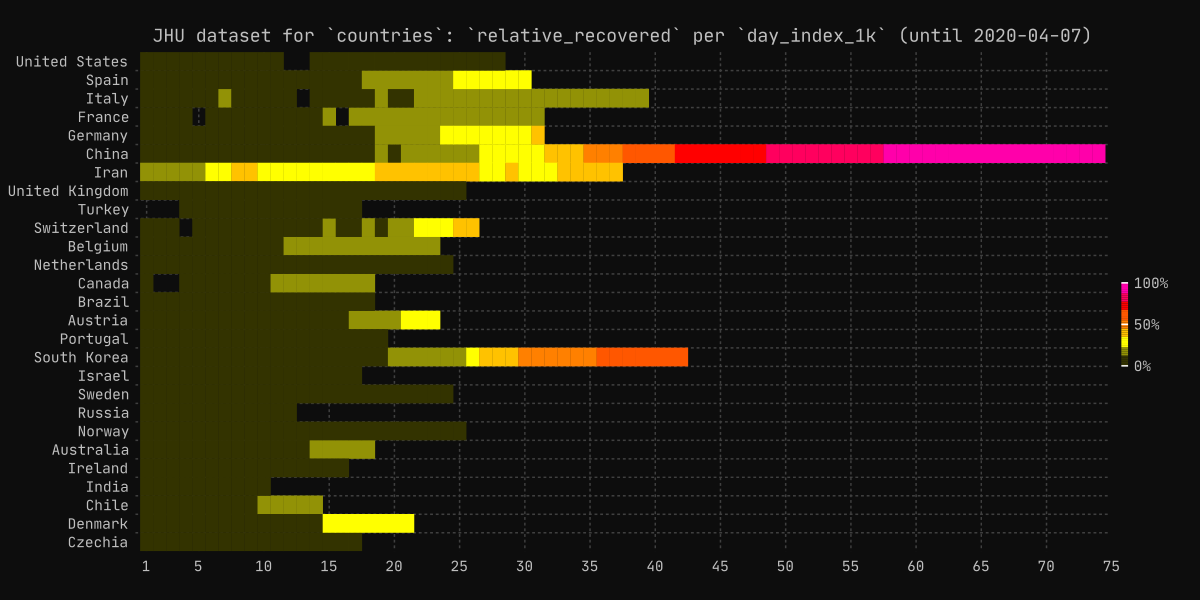 JHU dataset for `countries`: `relative_recovered` per `day_index_1k` (until 2020-04-07)
United States
Spain
Italy
France
Germany
China
Iran
United Kingdom
Turkey
Switzerland
Belgium
Netherlands
Canada
Brazil
Austria
Portugal
South Korea
Israel
Sweden
Russia
Norway
Australia
Ireland
India
Chile
Denmark
Czechia
1 5 10 15 20 25 30 35 40 45 50 55 60 65 70 75
100%
50%
0%